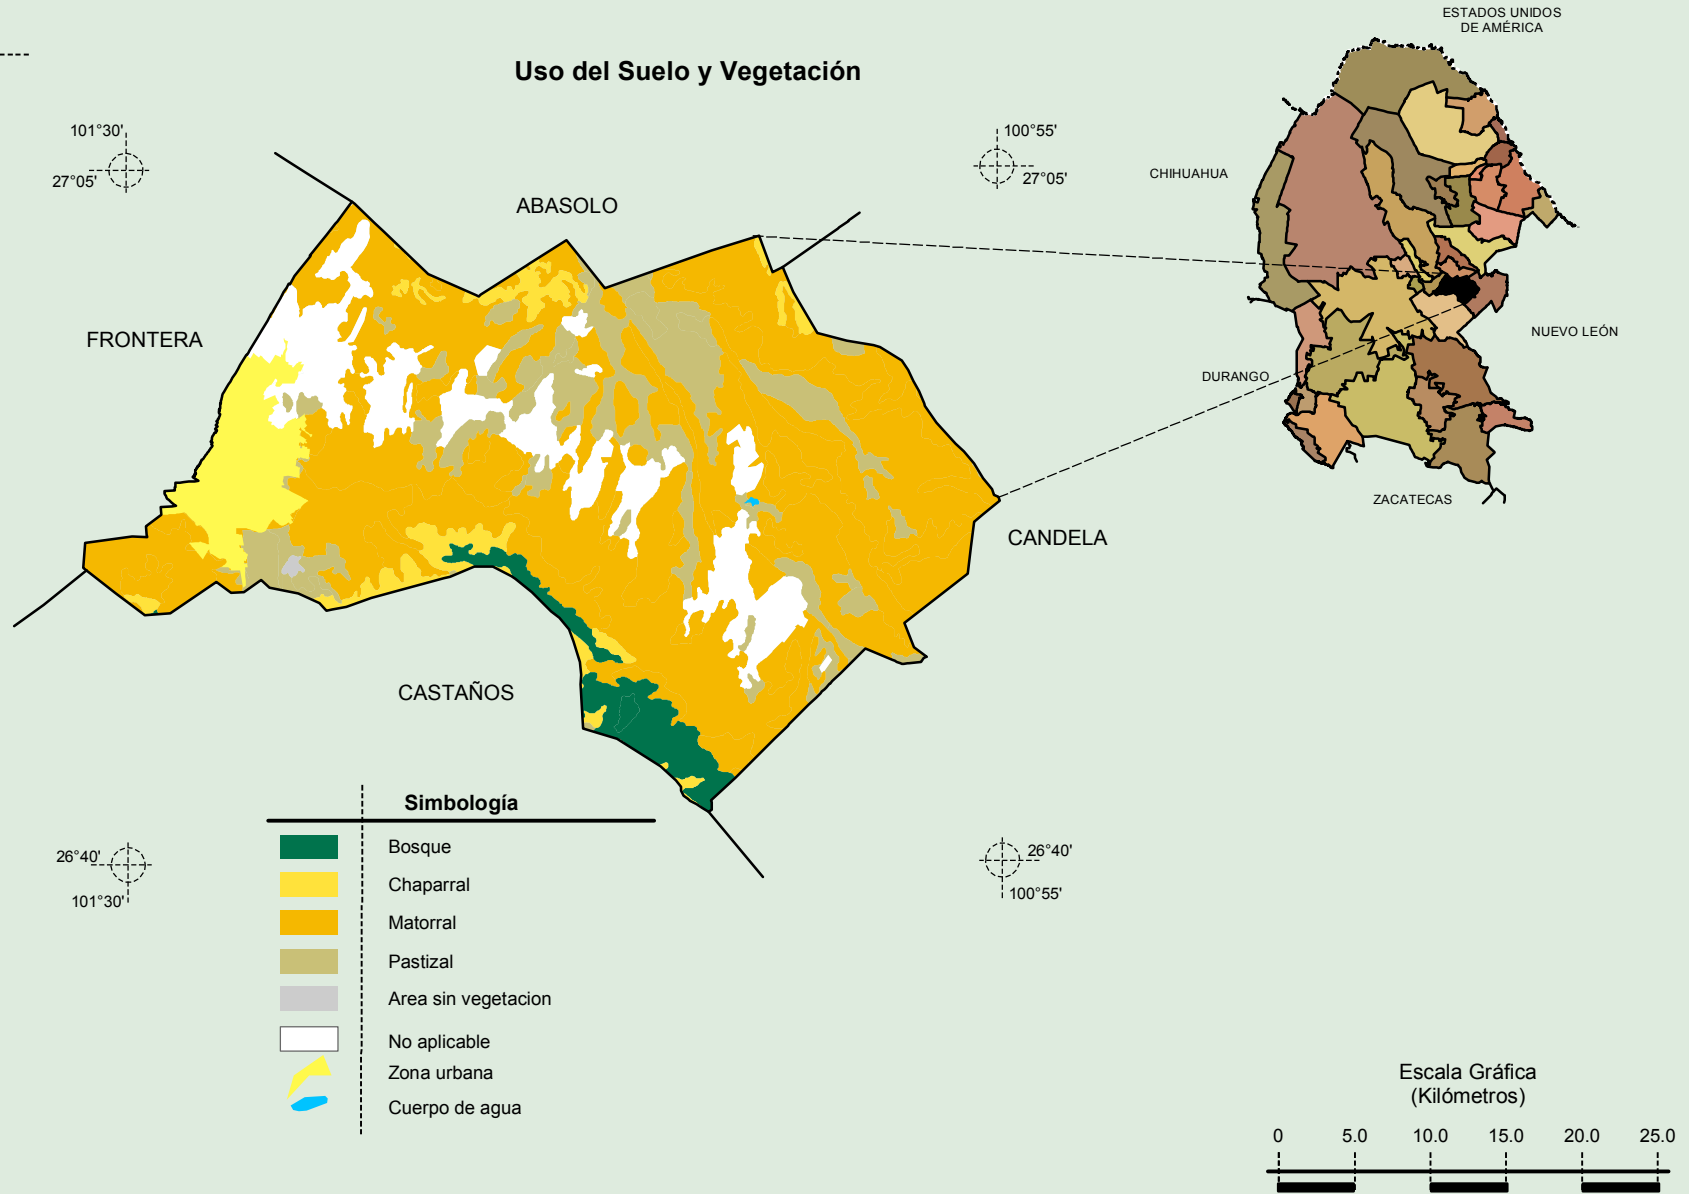 Uso del Suelo y Vegetación
ESTADOS UNIDOS
DE AMÉRICA
101°30'
27°05'
100°55'
27°05'
CHIHUAHUA
ABASOLO
FRONTERA
NUEVO LEÓN
DURANGO
ZACATECAS
CANDELA
CASTAÑOS
Simbología
Bosque
Chaparral
Matorral
Pastizal
Area sin vegetacion
No aplicable
Zona urbana
Cuerpo de agua
26°40'
101°30'
26°40'
100°55'
Escala Gráfica
(Kilómetros)
0 5.0 10.0 15.0 20.0 25.0